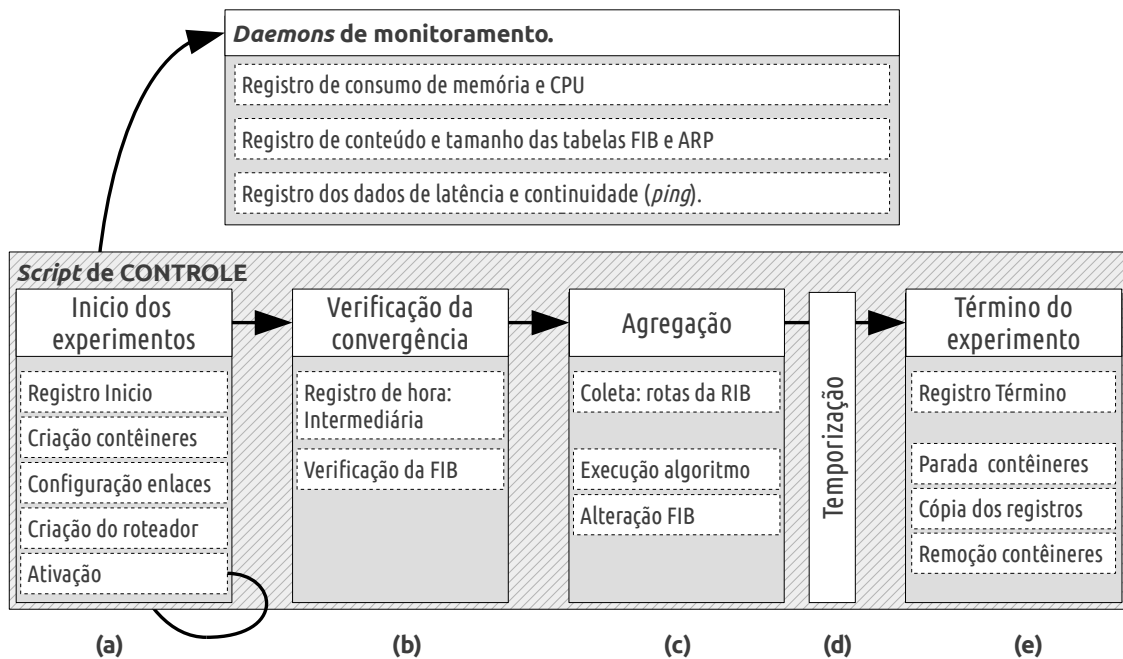 Daemons de monitoramento.
Registro de consumo de memória e CPU
Registro de conteúdo e tamanho das tabelas FIB e ARP
Registro dos dados de latência e continuidade (ping).
Script de CONTROLE
Inicio dos
experimentos
Registro Inicio
Criação contêineres
Configuração enlaces
Criação do roteador
Ativação
Verificação da
convergência
Registro de hora:
Intermediária
Verificação da FIB
Agregação
Coleta: rotas da RIB
Execução algoritmo
Alteração FIB
Temporização
Término do
experimento
Registro Término
Parada contêineres
Cópia dos registros
Remoção contêineres
(a)
(b)
(c)
(d)
(e)